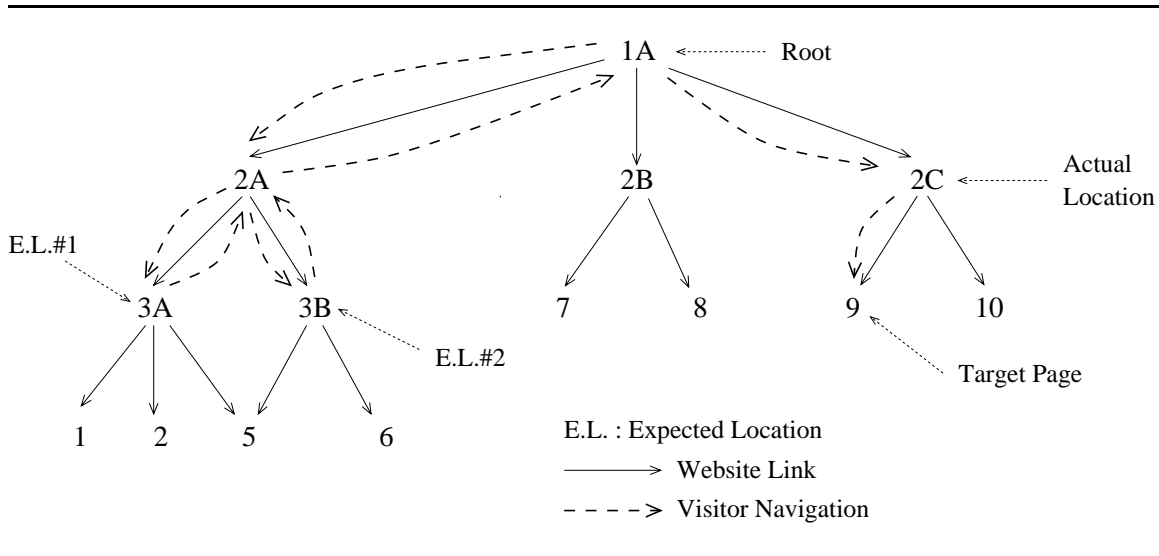 1A
Root
2A
2B
2C
Actual
Location
E.L.#1
3A
3B
7
8
9
10
E.L.#2
Target Page
1
2
5
6
E.L. : Expected Location
Website Link
Visitor Navigation